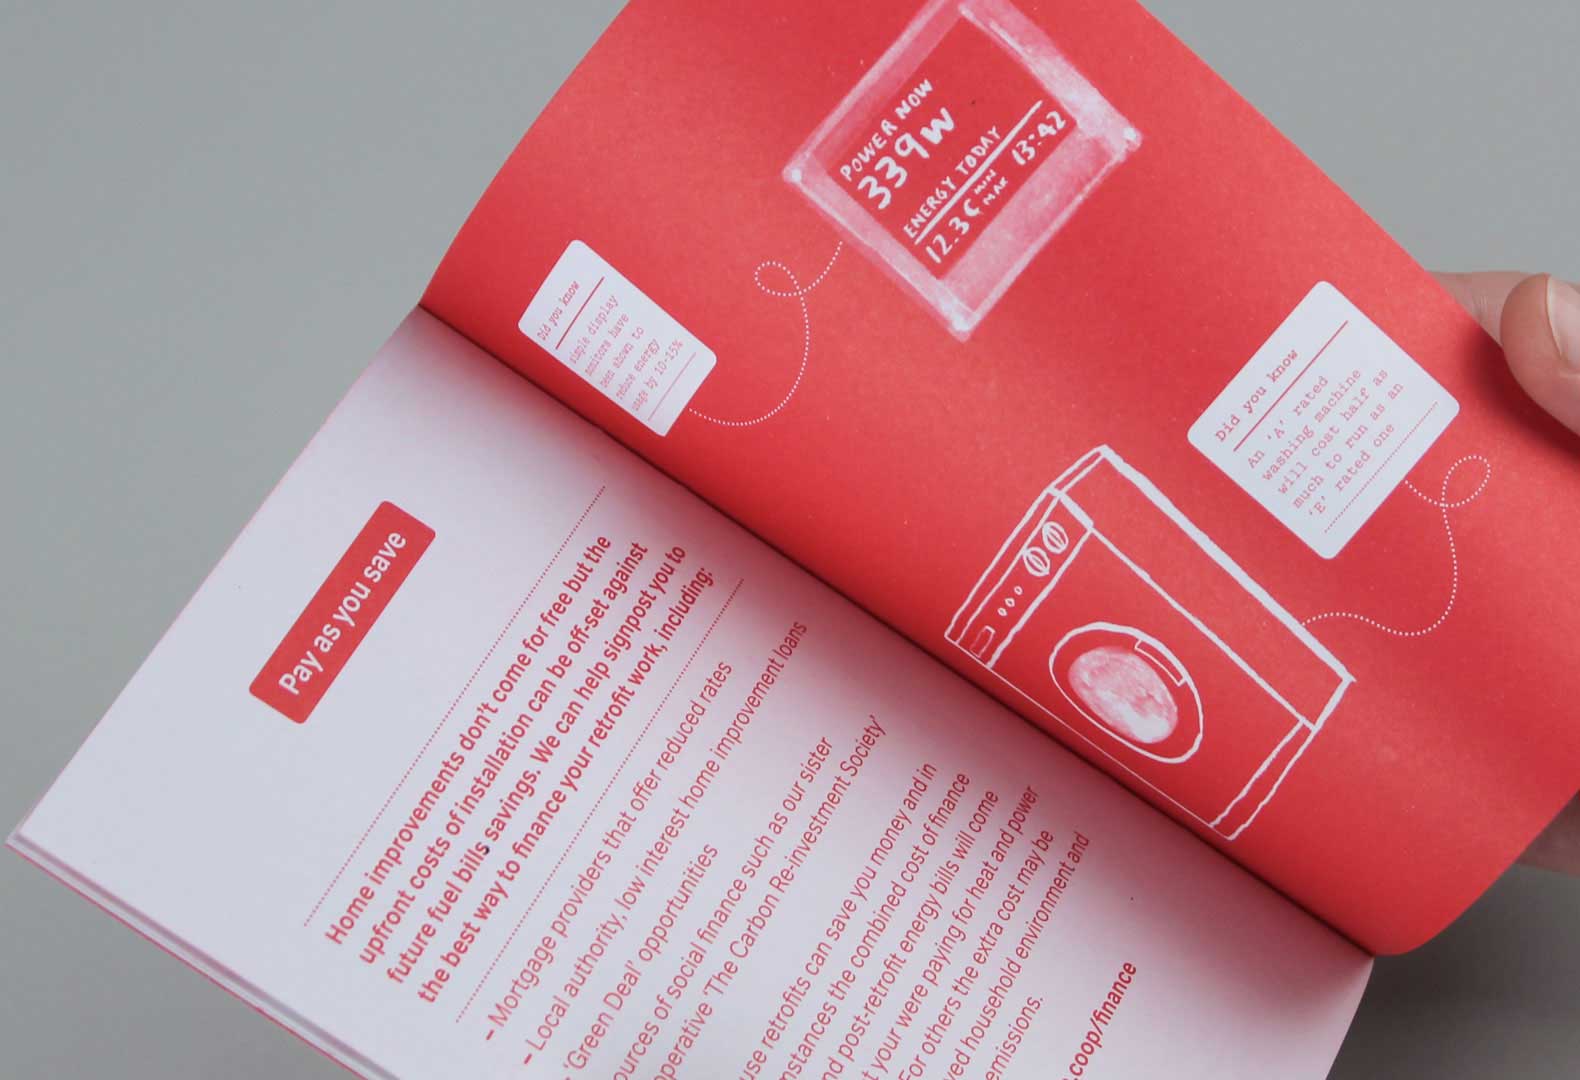 POWER NOW
339W
ENERGY TODAY
12.3C MIN MAX 13:42
Did you know
simple display
monitors have
been shown to
reduce energy
usage by 10-15%
Did you know
An ‘A’ rated
washing machine
will cost half as
much to run as an
‘E’ rated one
Pay as you save
Home improvements don't come for free but the
upfront costs of installation can be off-set against
future fuel bills savings. We can help signpost you to
the best way to finance your retrofit work, including:
– Mortgage providers that offer reduced rates
– Local authority, low interest home improvement loans
‘Green Deal’ opportunities
of social finance such as our sister
‘The Carbon Re-investment Society’
retrofits can save you money and in
the combined cost of finance
and post-retrofit energy bills will come
your were paying for heat and power
For others the extra cost may be
household environment and
emissions.
.coop/finance